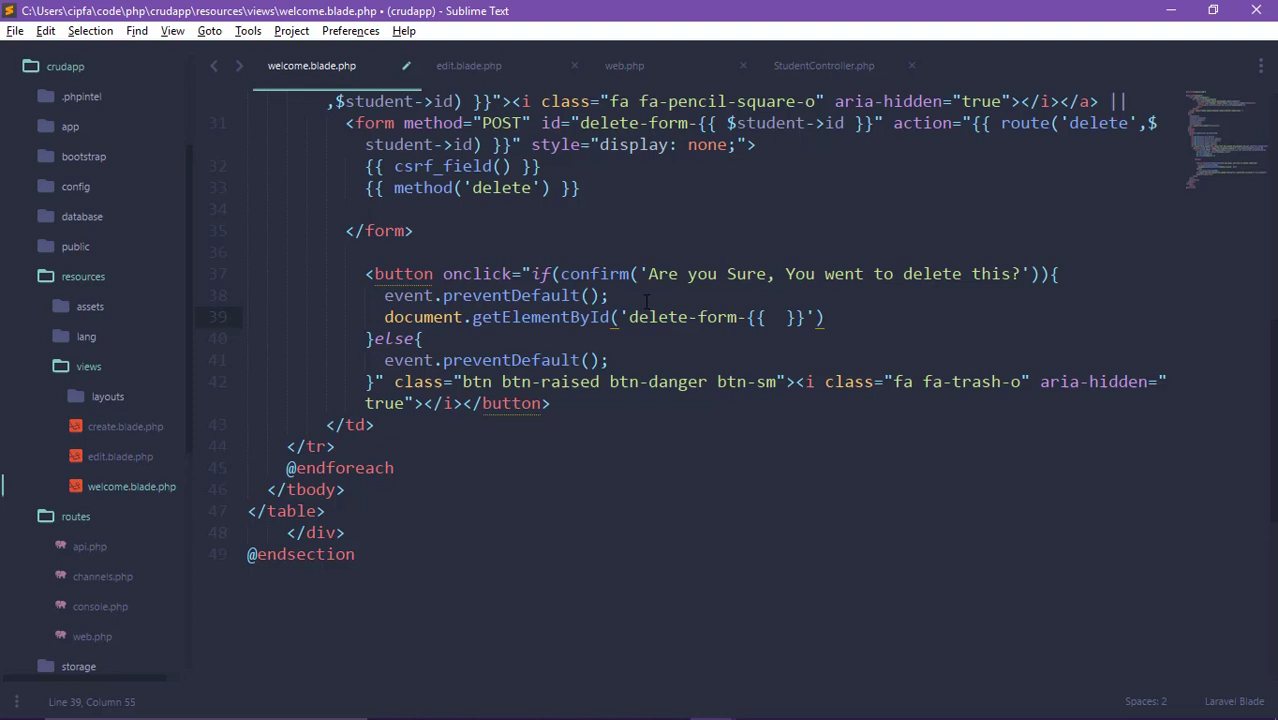 C:\Users\cipfa\code\php\crudapp\resources\views\welcome.blade.php • (crudapp) - Sublime Text
File Edit Selection Find View Goto Tools Project Preferences Help
crudapp
.phpintel
app
bootstrap
config
database
public
resources
assets
lang
views
layouts
create.blade.php
edit.blade.php
welcome.blade.php
routes
api.php
channels.php
console.php
web.php
storage
welcome.blade.php edit.blade.php web.php StudentController.php
,$student->id) }}"><i class="fa fa-pencil-square-o" aria-hidden="true"></i></a> ||
31 <form method="POST" id="delete-form-{{ $student->id }}" action="{{ route('delete',$
student->id) }}" style="display: none;">
32 {{ csrf_field() }}
33 {{ method('delete') }}
34
35 </form>
36
37 <button onclick="if(confirm('Are you Sure, You went to delete this?')){
38 event.preventDefault();
39 document.getElementById('delete-form-{{  }}')
40 }else{
41 event.preventDefault();
42 }" class="btn btn-raised btn-danger btn-sm"><i class="fa fa-trash-o" aria-hidden="
true"></i></button>
43 </td>
44 </tr>
45 @endforeach
46 </tbody>
47 </table>
48 </div>
49 @endsection
Line 39, Column 55 Spaces: 2 Laravel Blade